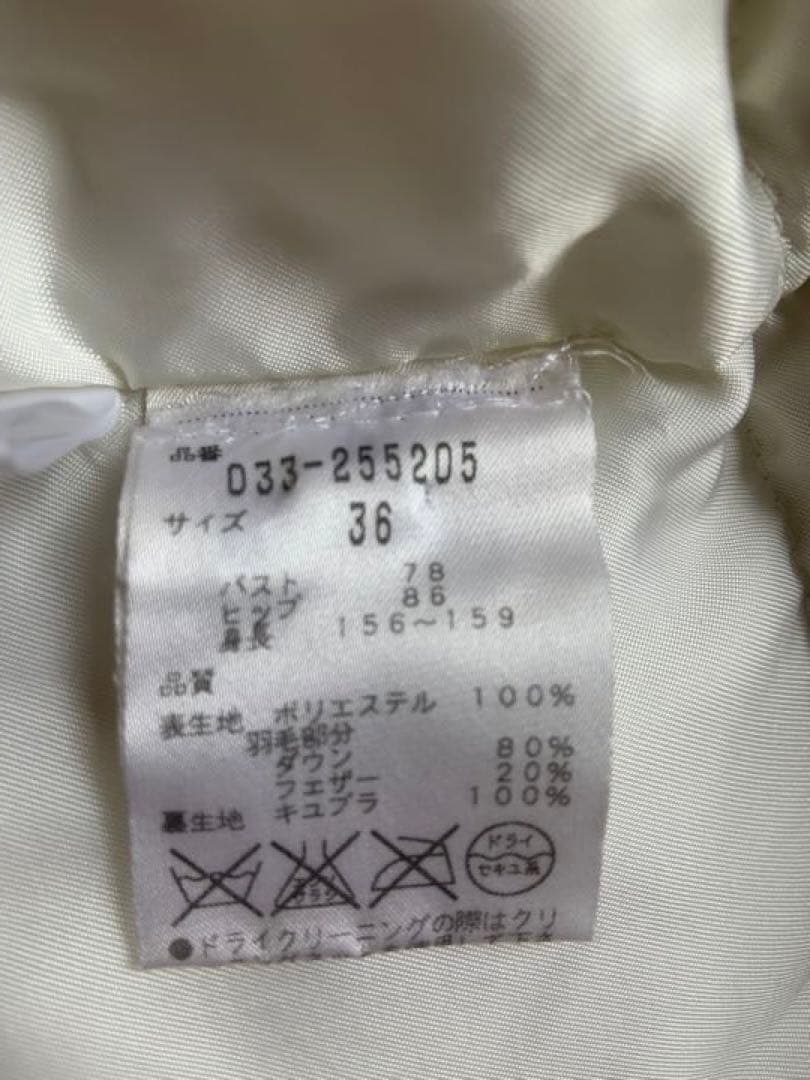 品番 033-255205
サイズ 36
バスト 78
ヒップ 86
身長 156~159
品質
表生地 ポリエステル 100%
羽毛部分
ダウン 80%
フェザー 20%
裏生地 キュプラ 100%
ドライ
セキユ系
●ドライクリーニングの際はクリ